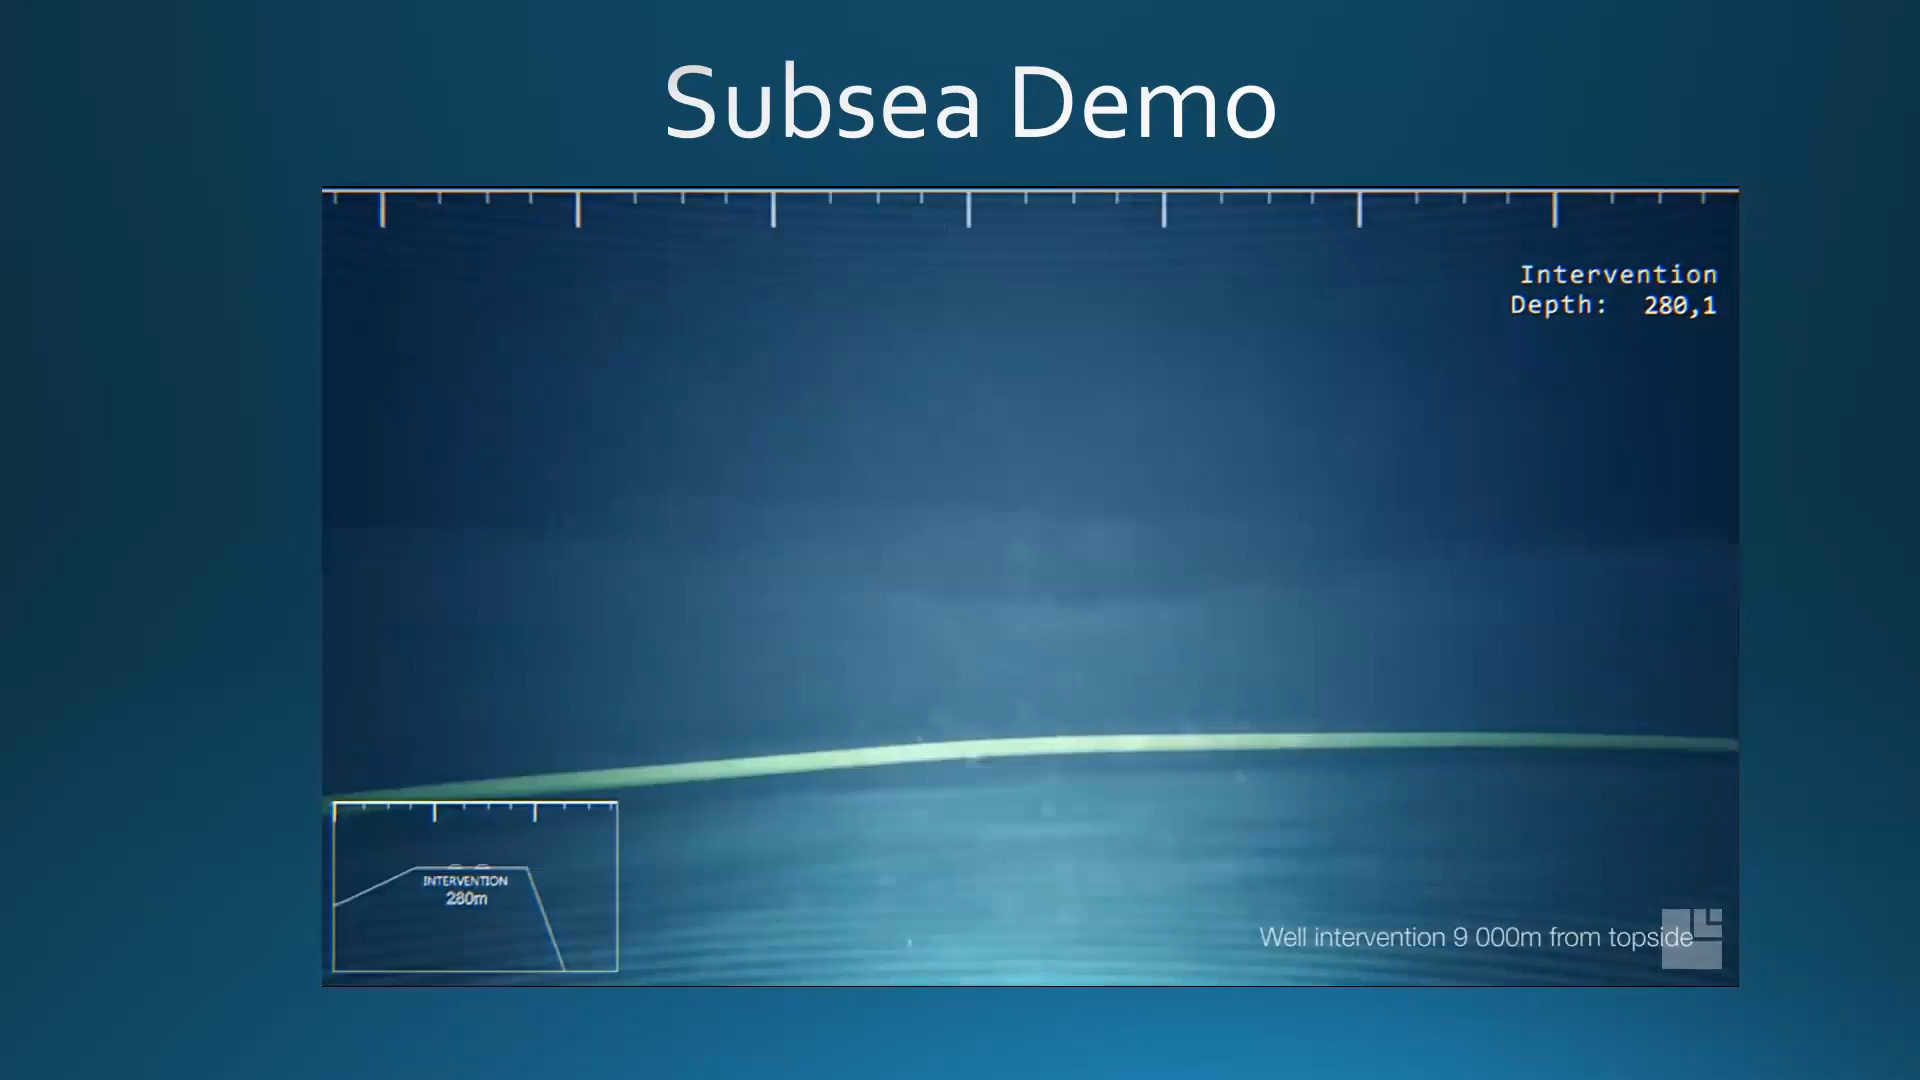 Subsea Demo
Intervention
Depth: 280,1
INTERVENTION
280m
Well intervention 9 000m from topside